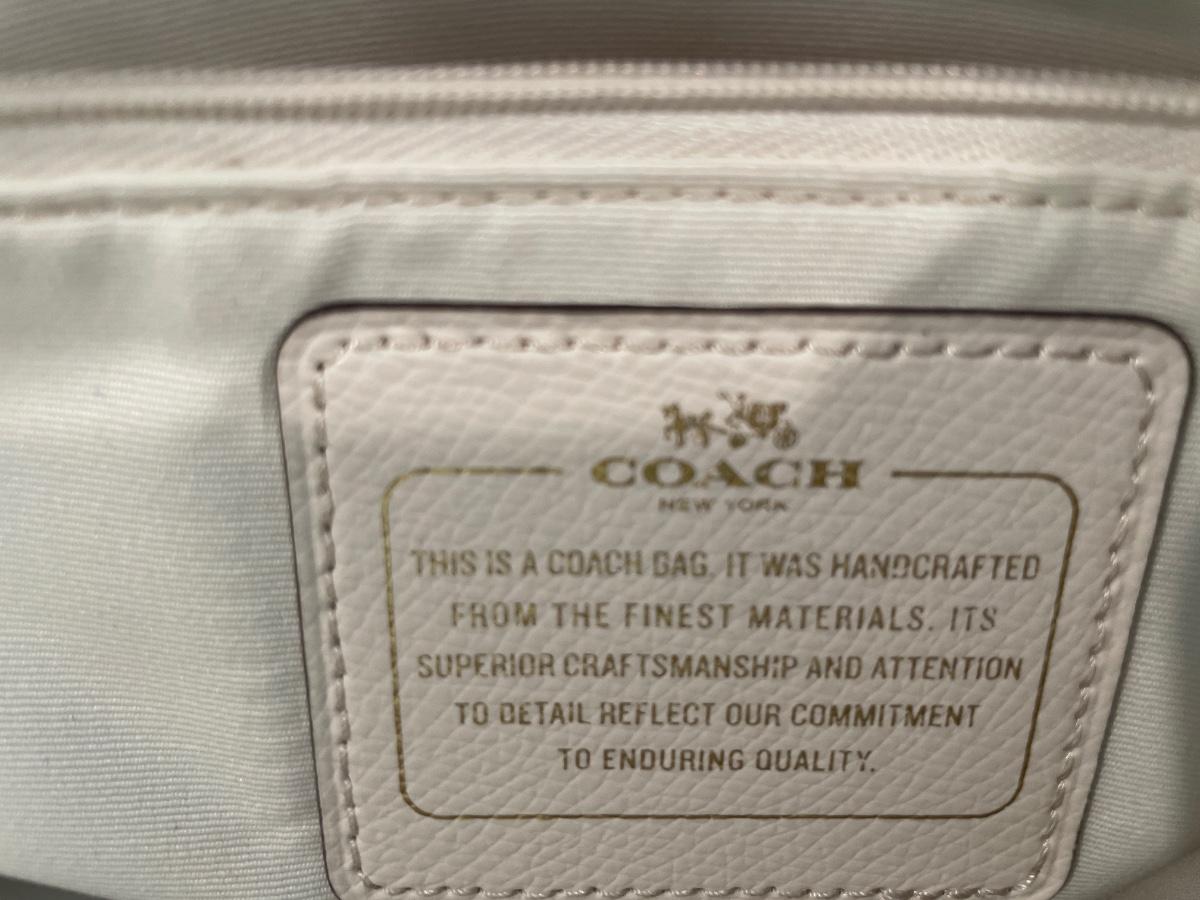 COACH
NEW YORK
THIS IS A COACH BAG. IT WAS HANDCRAFTED
FROM THE FINEST MATERIALS. ITS
SUPERIOR CRAFTSMANSHIP AND ATTENTION
TO DETAIL REFLECT OUR COMMITMENT
TO ENDURING QUALITY.